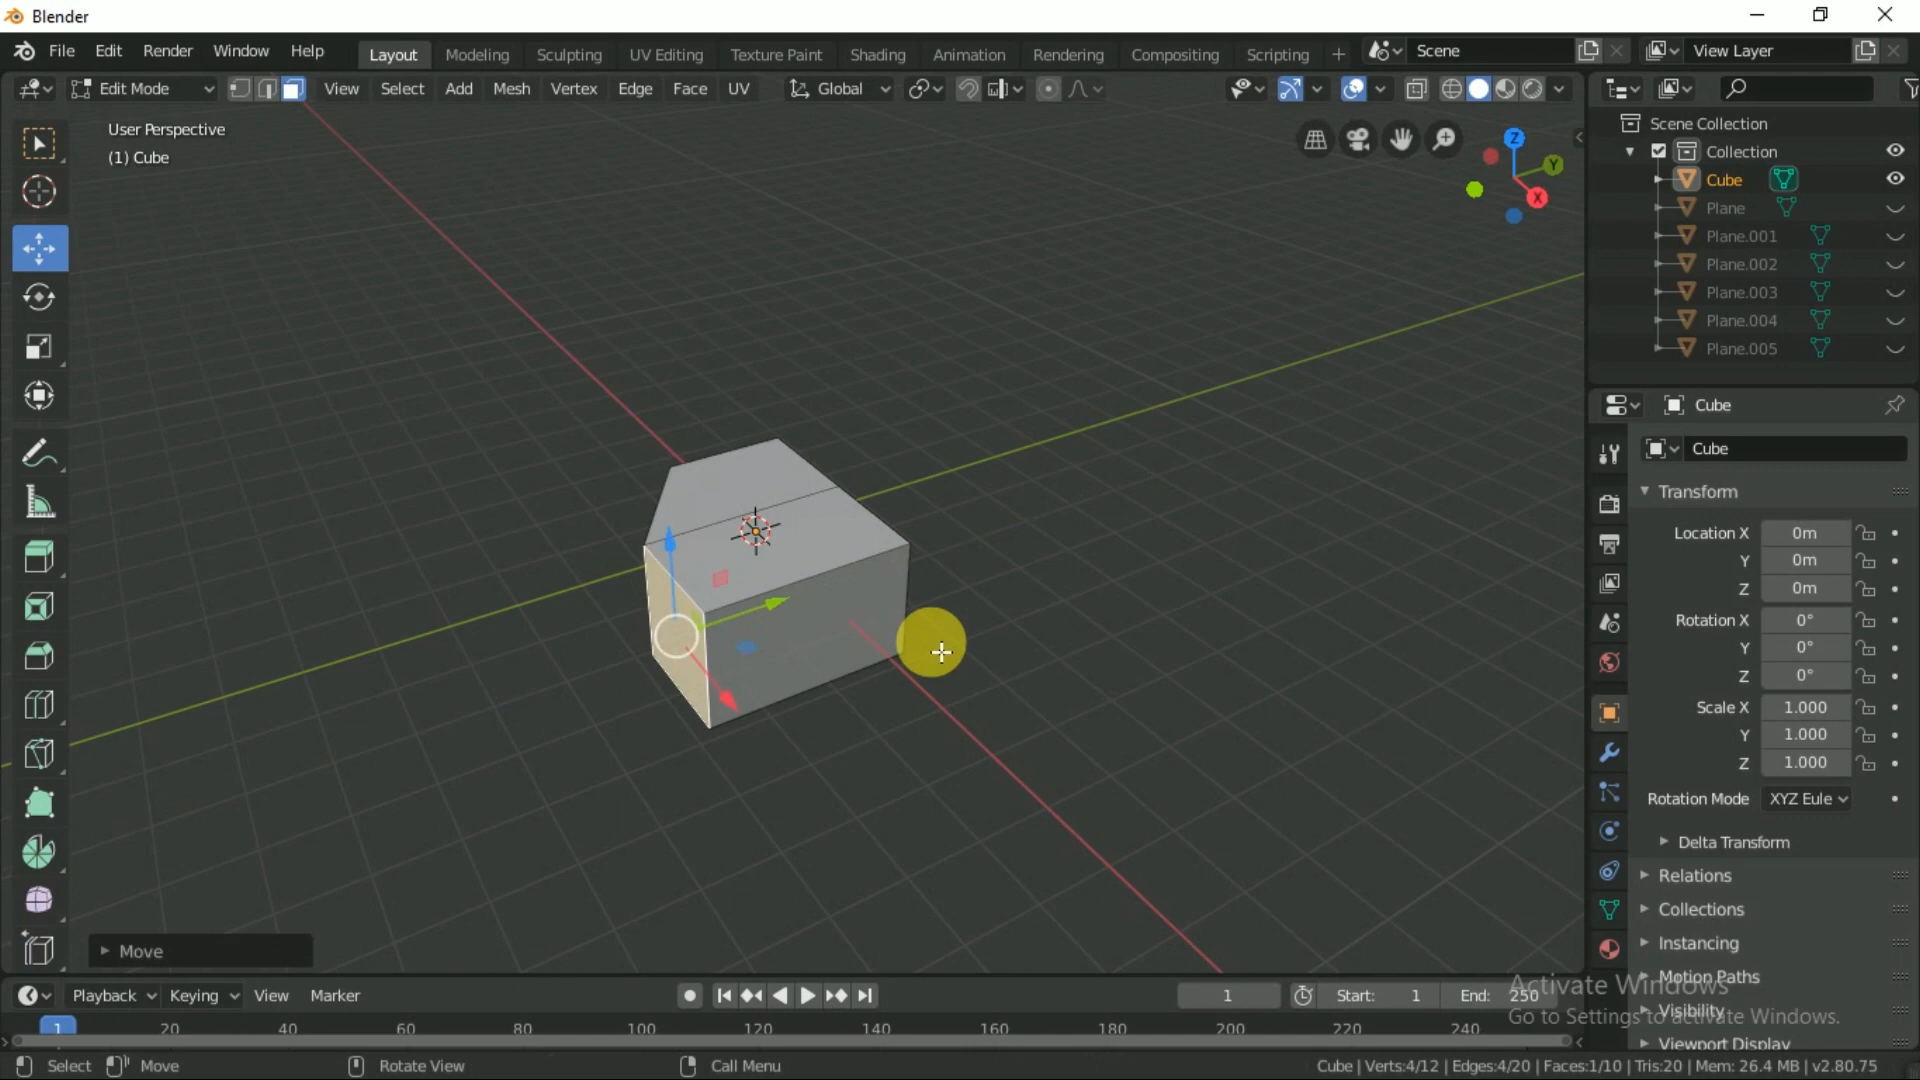 Blender
File Edit Render Window Help Layout Modeling Sculpting UV Editing Texture Paint Shading Animation Rendering Compositing Scripting + Scene View Layer
Edit Mode View Select Add Mesh Vertex Edge Face UV Global
User Perspective
(1) Cube
Z
Y
X
Scene Collection
Collection
Cube
Plane
Plane.001
Plane.002
Plane.003
Plane.004
Plane.005
Cube
Cube
Transform
Location X 0m
Y 0m
Z 0m
Rotation X 0°
Y 0°
Z 0°
Scale X 1.000
Y 1.000
Z 1.000
Rotation Mode XYZ Eule
Delta Transform
Relations
Collections
Instancing
Motion Paths
Visibility
Viewport Display
Activate Windows
Go to Settings to activate Windows.
Move
Playback Keying View Marker 1 Start: 1 End: 250
1 20 40 60 80 100 120 140 160 180 200 220 240
Select Move Rotate View Call Menu Cube | Verts:4/12 | Edges:4/20 | Faces:1/10 | Tris:20 | Mem: 26.4 MB | v2.80.75